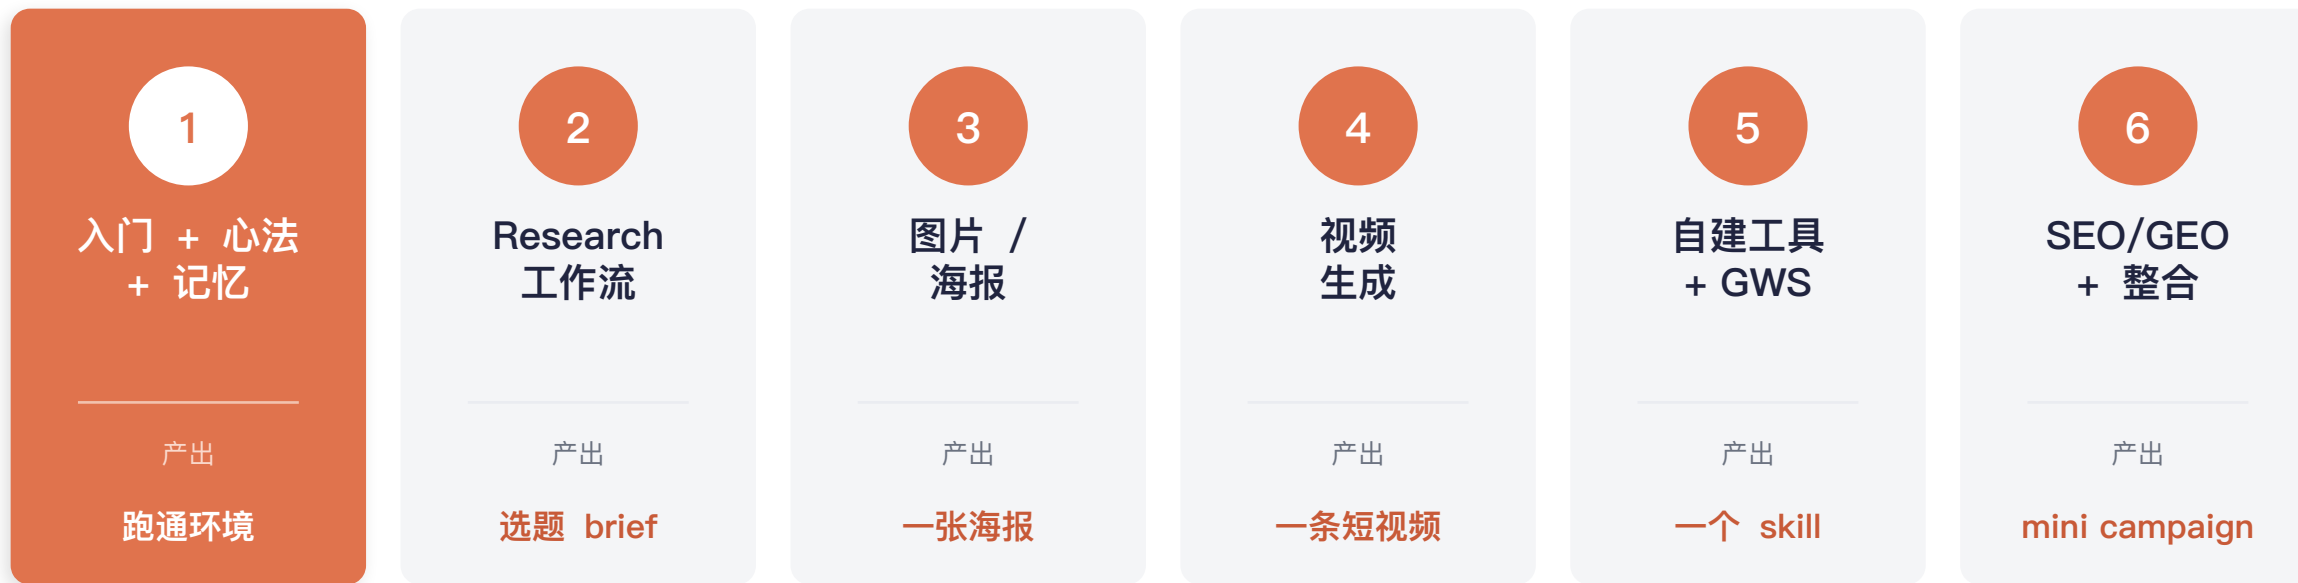 1
入门 + 心法
+ 记忆
产出
跑通环境
2
Research
工作流
产出
选题 brief
3
图片 /
海报
产出
一张海报
4
视频
生成
产出
一条短视频
5
自建工具
+ GWS
产出
一个 skill
6
SEO/GEO
+ 整合
产出
mini campaign